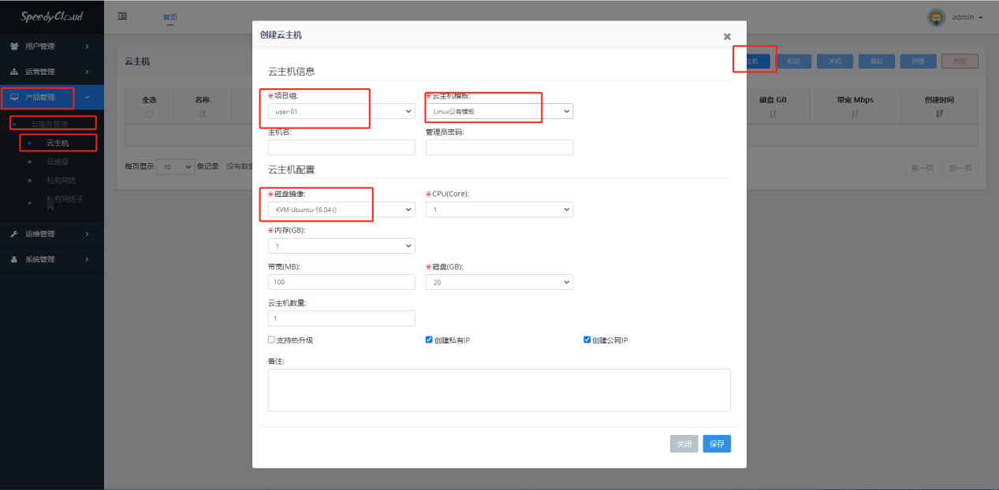 SpeedyCloud
首页
admin
用户管理
运营管理
产品管理
云服务管理
云主机
云硬盘
私有网络
私有网络子
网
运维管理
系统管理
云主机
主机
启动
关机
重启
销毁
删除
全选
名称
磁盘 GB
带宽 Mbps
创建时间
每页显示 10 条记录 没有数据
前一页 后一页
创建云主机
云主机信息
*项目组:
*云主机模板:
user-01
Linux公有模板
主机名:
管理员密码:
云主机配置
*磁盘镜像:
*CPU(Core):
KVM-Ubuntu-16.04 ()
1
*内存(GB):
1
带宽(MB):
*磁盘(GB):
100
20
云主机数量:
1
支持热升级
创建私有IP
创建公网IP
备注:
关闭
保存